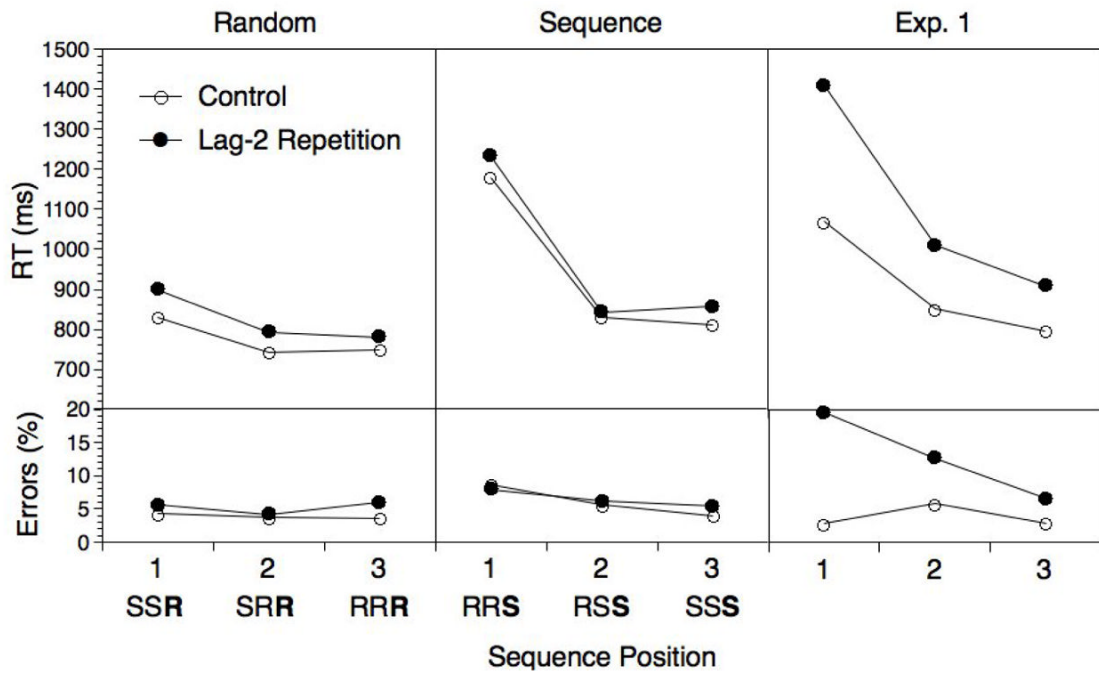 Random Sequence Exp. 1
1500
1400
1300
1200
1100
1000
900
800
700
RT (ms)
Control
Lag-2 Repetition
20
15
10
5
0
Errors (%)
1 2 3 1 2 3 1 2 3
SSR SRR RRR RRS RSS SSS
Sequence Position